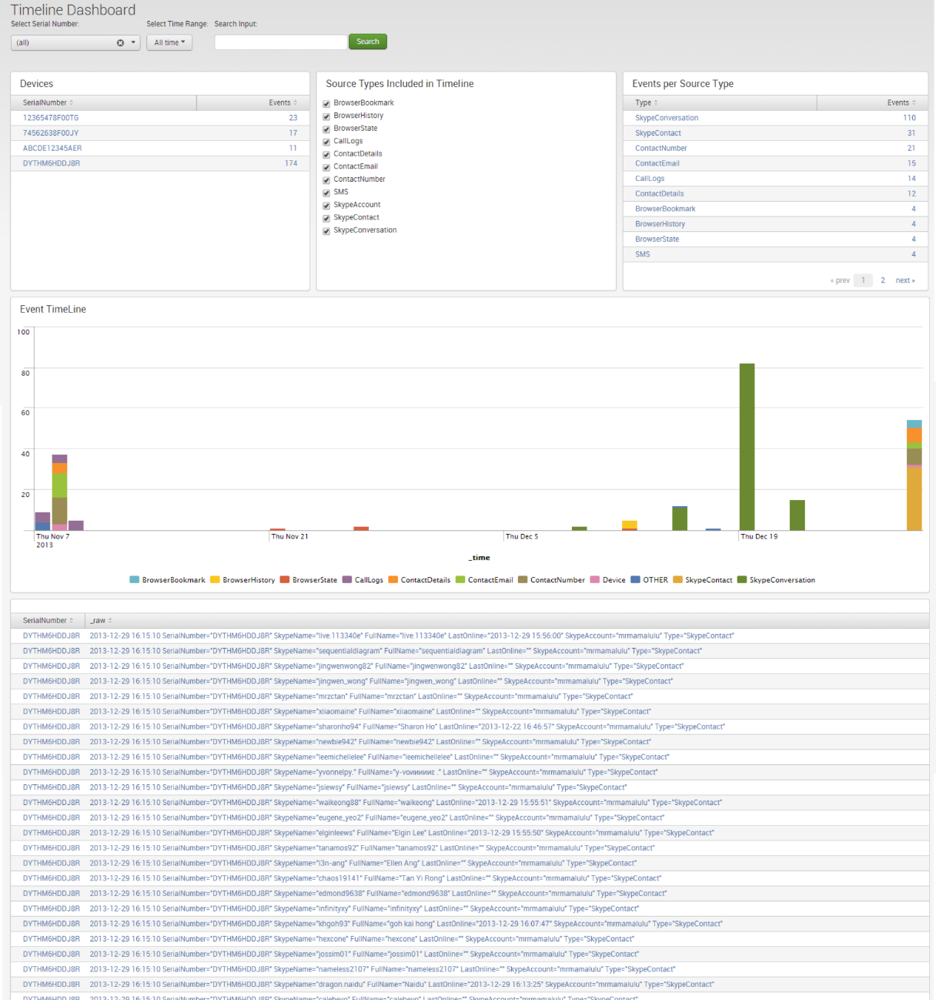 Timeline Dashboard
Select Serial Number: Select Time Range: Search Input:
(all) All time Search
Devices
SerialNumber Events
12365478F00TG 23
74562638F00JY 17
ABCDE12345AER 11
DYTHM6HDDJ8R 174
Source Types Included in Timeline
BrowserBookmark
BrowserHistory
BrowserState
CallLogs
ContactDetails
ContactEmail
ContactNumber
SMS
SkypeAccount
SkypeContact
SkypeConversation
Events per Source Type
Type Events
SkypeConversation 110
SkypeContact 31
ContactNumber 21
ContactEmail 15
CallLogs 14
ContactDetails 12
BrowserBookmark 4
BrowserHistory 4
BrowserState 4
SMS 4
« prev 1 2 next »
Event TimeLine
100
80
60
40
20
Thu Nov 7 Thu Nov 21 Thu Dec 5 Thu Dec 19
2013
_time
BrowserBookmark BrowserHistory BrowserState CallLogs ContactDetails ContactEmail ContactNumber Device OTHER SkypeContact SkypeConversation
SerialNumber _raw
DYTHM6HDDJ8R 2013-12-29 16:15:10 SerialNumber="DYTHM6HDDJ8R" SkypeName="live:113340e" FullName="live:113340e" LastOnline="2013-12-29 15:56:00" SkypeAccount="mrmamalulu" Type="SkypeContact"
DYTHM6HDDJ8R 2013-12-29 16:15:10 SerialNumber="DYTHM6HDDJ8R" SkypeName="sequentialdiagram" FullName="sequentialdiagram" LastOnline="" SkypeAccount="mrmamalulu" Type="SkypeContact"
DYTHM6HDDJ8R 2013-12-29 16:15:10 SerialNumber="DYTHM6HDDJ8R" SkypeName="jingwenwong82" FullName="jingwenwong82" LastOnline="" SkypeAccount="mrmamalulu" Type="SkypeContact"
DYTHM6HDDJ8R 2013-12-29 16:15:10 SerialNumber="DYTHM6HDDJ8R" SkypeName="jingwen_wong" FullName="jingwen_wong" LastOnline="" SkypeAccount="mrmamalulu" Type="SkypeContact"
DYTHM6HDDJ8R 2013-12-29 16:15:10 SerialNumber="DYTHM6HDDJ8R" SkypeName="mrzctan" FullName="mrzctan" LastOnline="" SkypeAccount="mrmamalulu" Type="SkypeContact"
DYTHM6HDDJ8R 2013-12-29 16:15:10 SerialNumber="DYTHM6HDDJ8R" SkypeName="xiiaomaine" FullName="xiiaomaine" LastOnline="" SkypeAccount="mrmamalulu" Type="SkypeContact"
DYTHM6HDDJ8R 2013-12-29 16:15:10 SerialNumber="DYTHM6HDDJ8R" SkypeName="sharonho94" FullName="Sharon Ho" LastOnline="2013-12-22 16:46:57" SkypeAccount="mrmamalulu" Type="SkypeContact"
DYTHM6HDDJ8R 2013-12-29 16:15:10 SerialNumber="DYTHM6HDDJ8R" SkypeName="newbie942" FullName="newbie942" LastOnline="" SkypeAccount="mrmamalulu" Type="SkypeContact"
DYTHM6HDDJ8R 2013-12-29 16:15:10 SerialNumber="DYTHM6HDDJ8R" SkypeName="leemichellelee" FullName="leemichellelee" LastOnline="" SkypeAccount="mrmamalulu" Type="SkypeContact"
DYTHM6HDDJ8R 2013-12-29 16:15:10 SerialNumber="DYTHM6HDDJ8R" SkypeName="yvonnelpy." LastOnline="" SkypeAccount="mrmamalulu" Type="SkypeContact"
DYTHM6HDDJ8R 2013-12-29 16:15:10 SerialNumber="DYTHM6HDDJ8R" SkypeName="jsiewsy" FullName="jsiewsy" LastOnline="" SkypeAccount="mrmamalulu" Type="SkypeContact"
DYTHM6HDDJ8R 2013-12-29 16:15:10 SerialNumber="DYTHM6HDDJ8R" SkypeName="waikeong88" FullName="waikeong" LastOnline="2013-12-29 15:55:51" SkypeAccount="mrmamalulu" Type="SkypeContact"
DYTHM6HDDJ8R 2013-12-29 16:15:10 SerialNumber="DYTHM6HDDJ8R" SkypeName="eugene_yeo2" FullName="eugene_yeo2" LastOnline="" SkypeAccount="mrmamalulu" Type="SkypeContact"
DYTHM6HDDJ8R 2013-12-29 16:15:10 SerialNumber="DYTHM6HDDJ8R" SkypeName="elginleews" FullName="Elgin Lee" LastOnline="2013-12-29 15:55:50" SkypeAccount="mrmamalulu" Type="SkypeContact"
DYTHM6HDDJ8R 2013-12-29 16:15:10 SerialNumber="DYTHM6HDDJ8R" SkypeName="tanamos92" FullName="tanamos92" LastOnline="" SkypeAccount="mrmamalulu" Type="SkypeContact"
DYTHM6HDDJ8R 2013-12-29 16:15:10 SerialNumber="DYTHM6HDDJ8R" SkypeName="l3n-ang" FullName="Ellen Ang" LastOnline="" SkypeAccount="mrmamalulu" Type="SkypeContact"
DYTHM6HDDJ8R 2013-12-29 16:15:10 SerialNumber="DYTHM6HDDJ8R" SkypeName="chaos19141" FullName="Tan Yi Rong" LastOnline="" SkypeAccount="mrmamalulu" Type="SkypeContact"
DYTHM6HDDJ8R 2013-12-29 16:15:10 SerialNumber="DYTHM6HDDJ8R" SkypeName="edmond9638" FullName="edmond9638" LastOnline="" SkypeAccount="mrmamalulu" Type="SkypeContact"
DYTHM6HDDJ8R 2013-12-29 16:15:10 SerialNumber="DYTHM6HDDJ8R" SkypeName="infinityxy" FullName="infinityxy" LastOnline="" SkypeAccount="mrmamalulu" Type="SkypeContact"
DYTHM6HDDJ8R 2013-12-29 16:15:10 SerialNumber="DYTHM6HDDJ8R" SkypeName="khgoh93" FullName="goh kai hong" LastOnline="2013-12-29 16:07:47" SkypeAccount="mrmamalulu" Type="SkypeContact"
DYTHM6HDDJ8R 2013-12-29 16:15:10 SerialNumber="DYTHM6HDDJ8R" SkypeName="hexcone" FullName="hexcone" LastOnline="" SkypeAccount="mrmamalulu" Type="SkypeContact"
DYTHM6HDDJ8R 2013-12-29 16:15:10 SerialNumber="DYTHM6HDDJ8R" SkypeName="jossim01" FullName="jossim01" LastOnline="" SkypeAccount="mrmamalulu" Type="SkypeContact"
DYTHM6HDDJ8R 2013-12-29 16:15:10 SerialNumber="DYTHM6HDDJ8R" SkypeName="nameless2107" FullName="nameless2107" LastOnline="" SkypeAccount="mrmamalulu" Type="SkypeContact"
DYTHM6HDDJ8R 2013-12-29 16:15:10 SerialNumber="DYTHM6HDDJ8R" SkypeName="dragon.naidu" FullName="Naidu" LastOnline="2013-12-29 16:13:25" SkypeAccount="mrmamalulu" Type="SkypeContact"
DYTHM6HDDJ8R 2013-12-29 16:15:10 SerialNumber="DYTHM6HDDJ8R" LastOnline="" SkypeAccount="mrmamalulu" Type="SkypeContact"